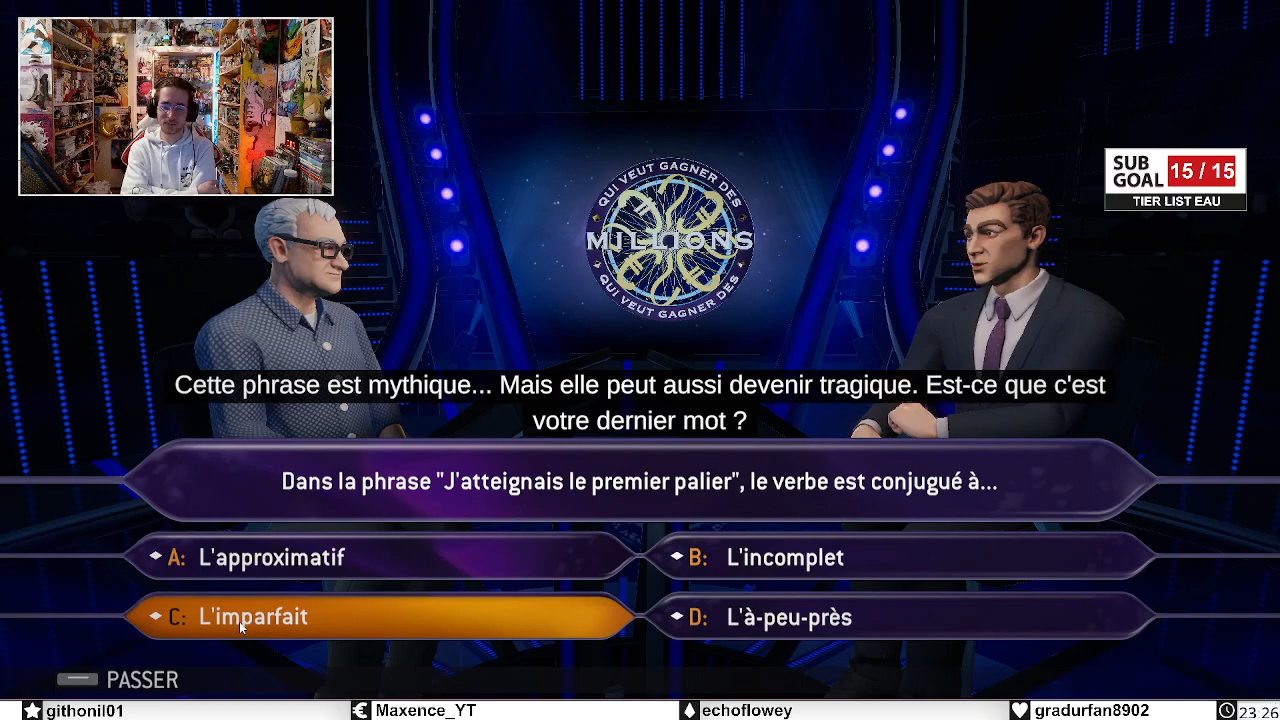 SUB
GOAL
15 / 15
TIER LIST EAU
QUI VEUT GAGNER DES
MILLIONS
QUI VEUT GAGNER DES
Cette phrase est mythique... Mais elle peut aussi devenir tragique. Est-ce que c'est
votre dernier mot ?
Dans la phrase "J'atteignais le premier palier", le verbe est conjugué à...
A: L'approximatif
B: L'incomplet
C: L'imparfait
D: L'à-peu-près
PASSER
githonil01
Maxence_YT
echoflowey
gradurfan8902
23:26